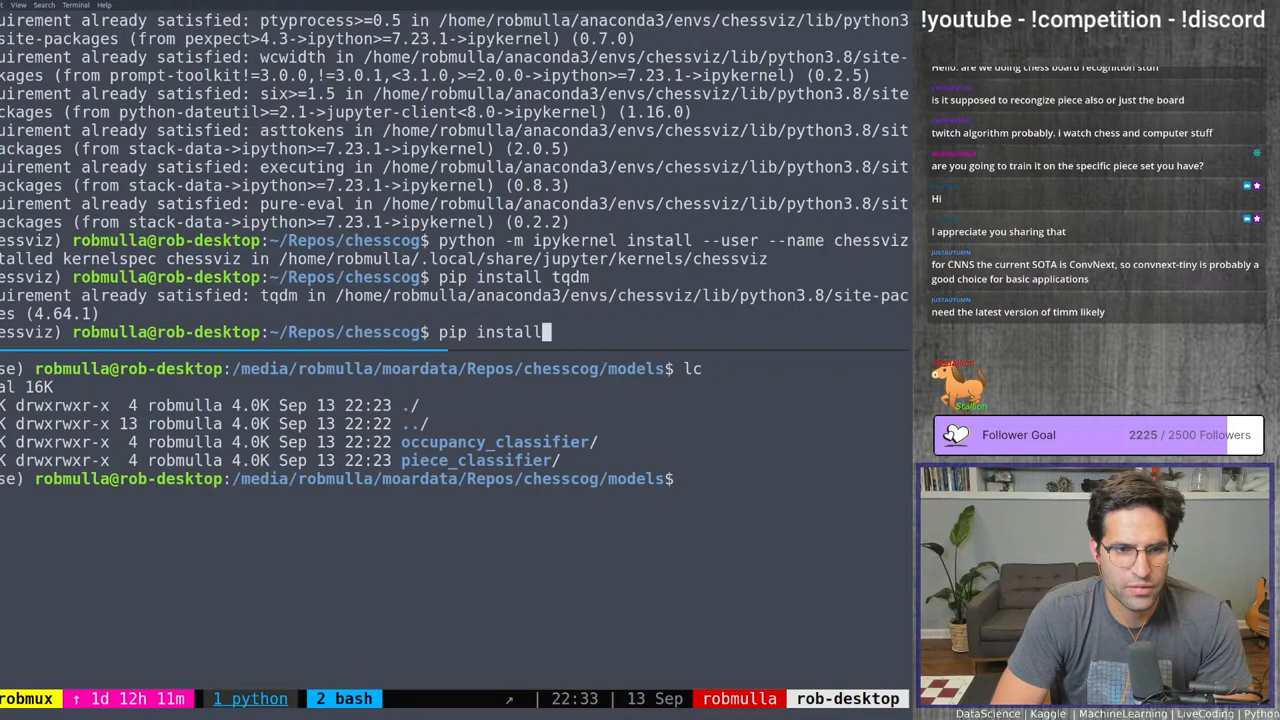 View Search Terminal Help
uirement already satisfied: ptyprocess>=0.5 in /home/robmulla/anaconda3/envs/chessviz/lib/python3
site-packages (from pexpect>4.3->ipython>=7.23.1->ipykernel) (0.7.0)
uirement already satisfied: wcwidth in /home/robmulla/anaconda3/envs/chessviz/lib/python3.8/site-
kages (from prompt-toolkit!=3.0.0,!=3.0.1,<3.1.0,>=2.0.0->ipython>=7.23.1->ipykernel) (0.2.5)
uirement already satisfied: six>=1.5 in /home/robmulla/anaconda3/envs/chessviz/lib/python3.8/site
ackages (from python-dateutil>=2.1->jupyter-client<8.0->ipykernel) (1.16.0)
uirement already satisfied: asttokens in /home/robmulla/anaconda3/envs/chessviz/lib/python3.8/sit
packages (from stack-data->ipython>=7.23.1->ipykernel) (2.0.5)
uirement already satisfied: executing in /home/robmulla/anaconda3/envs/chessviz/lib/python3.8/sit
packages (from stack-data->ipython>=7.23.1->ipykernel) (0.8.3)
uirement already satisfied: pure-eval in /home/robmulla/anaconda3/envs/chessviz/lib/python3.8/sit
packages (from stack-data->ipython>=7.23.1->ipykernel) (0.2.2)
essviz) robmulla@rob-desktop:~/Repos/chesscog$ python -m ipykernel install --user --name chessviz
talled kernelspec chessviz in /home/robmulla/.local/share/jupyter/kernels/chessviz
essviz) robmulla@rob-desktop:~/Repos/chesscog$ pip install tqdm
uirement already satisfied: tqdm in /home/robmulla/anaconda3/envs/chessviz/lib/python3.8/site-pac
es (4.64.1)
essviz) robmulla@rob-desktop:~/Repos/chesscog$ pip install
se) robmulla@rob-desktop:/media/robmulla/moardata/Repos/chesscog/models$ lc
al 16K
K drwxrwxr-x 4 robmulla 4.0K Sep 13 22:23 ./
K drwxrwxr-x 13 robmulla 4.0K Sep 13 22:22 ../
K drwxrwxr-x 4 robmulla 4.0K Sep 13 22:22 occupancy_classifier/
K drwxrwxr-x 4 robmulla 4.0K Sep 13 22:23 piece_classifier/
se) robmulla@rob-desktop:/media/robmulla/moardata/Repos/chesscog/models$
robmux ↑ 1d 12h 11m 1 python 2 bash ↗ | 22:33 | 13 Sep robmulla rob-desktop
!youtube - !competition - !discord
Hello. are we doing chess board recognition stuff
is it supposed to recongize piece also or just the board
twitch algorithm probably. i watch chess and computer stuff
are you going to train it on the specific piece set you have?
Hi
I appreciate you sharing that
JUSTAUTUMN
for CNNS the current SOTA is ConvNext, so convnext-tiny is probably a
good choice for basic applications
JUSTAUTUMN
need the latest version of timm likely
Stallion
Follower Goal 2225 / 2500 Followers
DataScience | Kaggle | MachineLearning | LiveCoding | Python